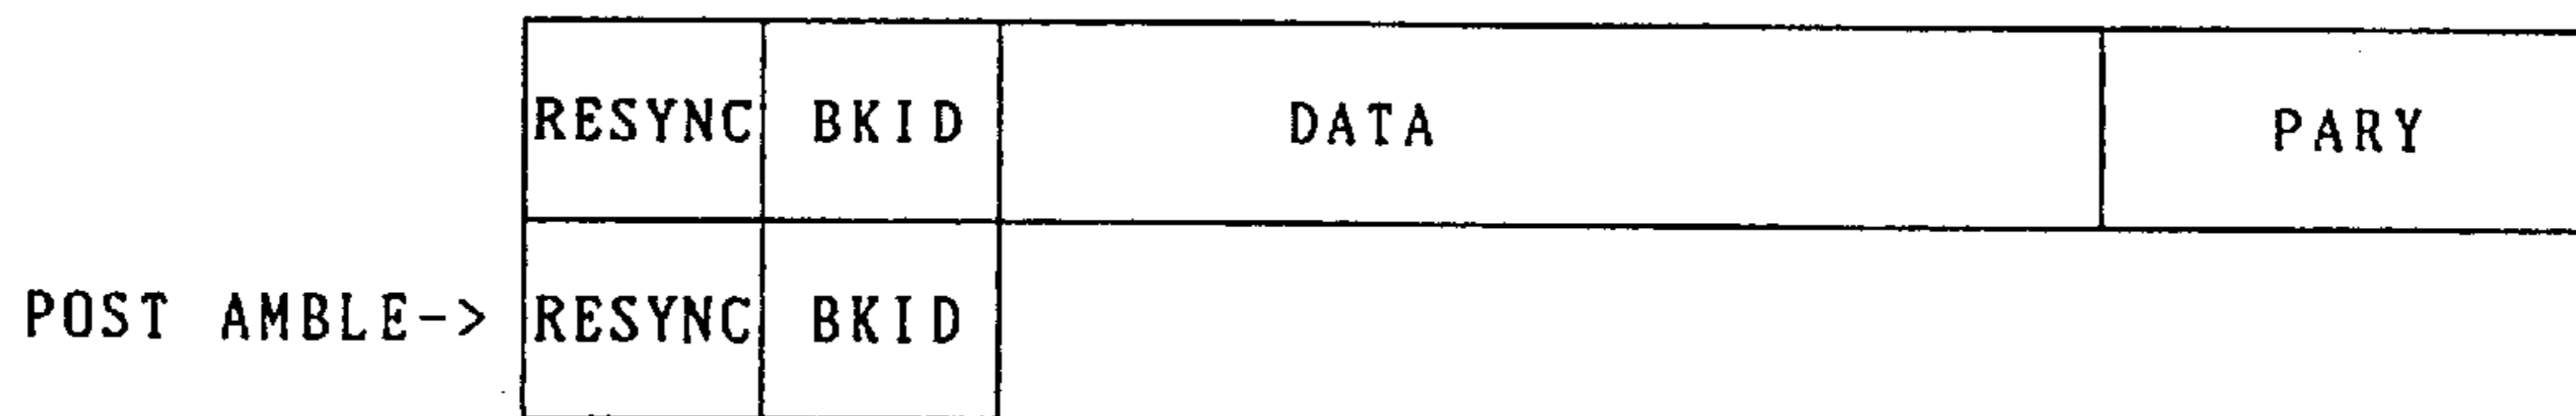 RESYNC BKID DATA PARY
POST AMBLE-> RESYNC BKID